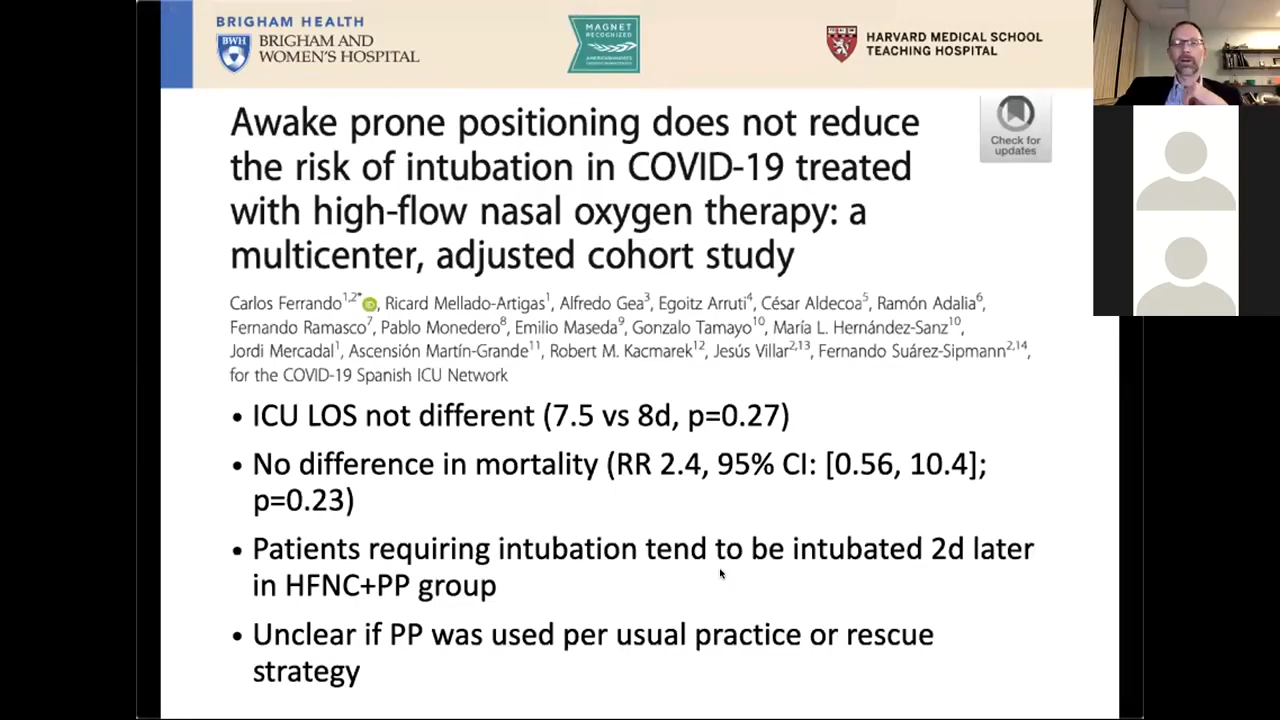 BRIGHAM HEALTH
BWH
BRIGHAM AND
WOMEN'S HOSPITAL
MAGNET
RECOGNIZED
HARVARD MEDICAL SCHOOL
TEACHING HOSPITAL
Awake prone positioning does not reduce
the risk of intubation in COVID-19 treated
with high-flow nasal oxygen therapy: a
multicenter, adjusted cohort study
Check for
updates
Carlos Ferrando1,2* iD, Ricard Mellado-Artigas1, Alfredo Gea3, Egoitz Arruti4, César Aldecoa5, Ramón Adalia6,
Fernando Ramasco7, Pablo Monedero8, Emilio Maseda9, Gonzalo Tamayo10, María L. Hernández-Sanz10,
Jordi Mercadal1, Ascensión Martín-Grande11, Robert M. Kacmarek12, Jesús Villar2,13, Fernando Suárez-Sipmann2,14,
for the COVID-19 Spanish ICU Network
• ICU LOS not different (7.5 vs 8d, p=0.27)
• No difference in mortality (RR 2.4, 95% CI: [0.56, 10.4];
p=0.23)
• Patients requiring intubation tend to be intubated 2d later
in HFNC+PP group
• Unclear if PP was used per usual practice or rescue
strategy